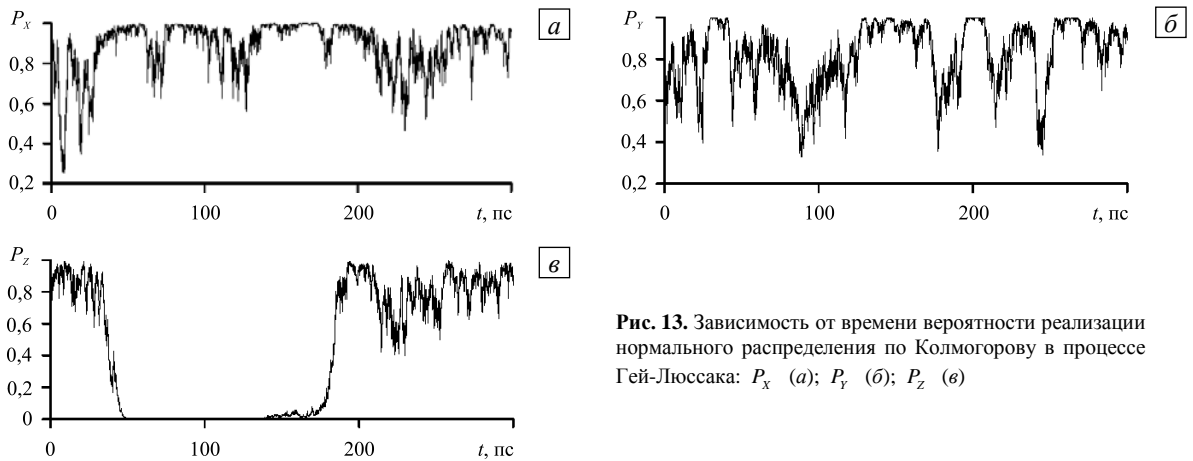 P_X
а
1
0,8
0,6
0,4
0,2
0 100 200 t, пс
P_Y
б
1
0,8
0,6
0,4
0,2
0 100 200 t, пс
P_Z
в
1
0,8
0,6
0,4
0,2
0
0 100 200 t, пс
Рис. 13. Зависимость от времени вероятности реализации
нормального распределения по Колмогорову в процессе
Гей-Люссака: P_X (а); P_Y (б); P_Z (в)